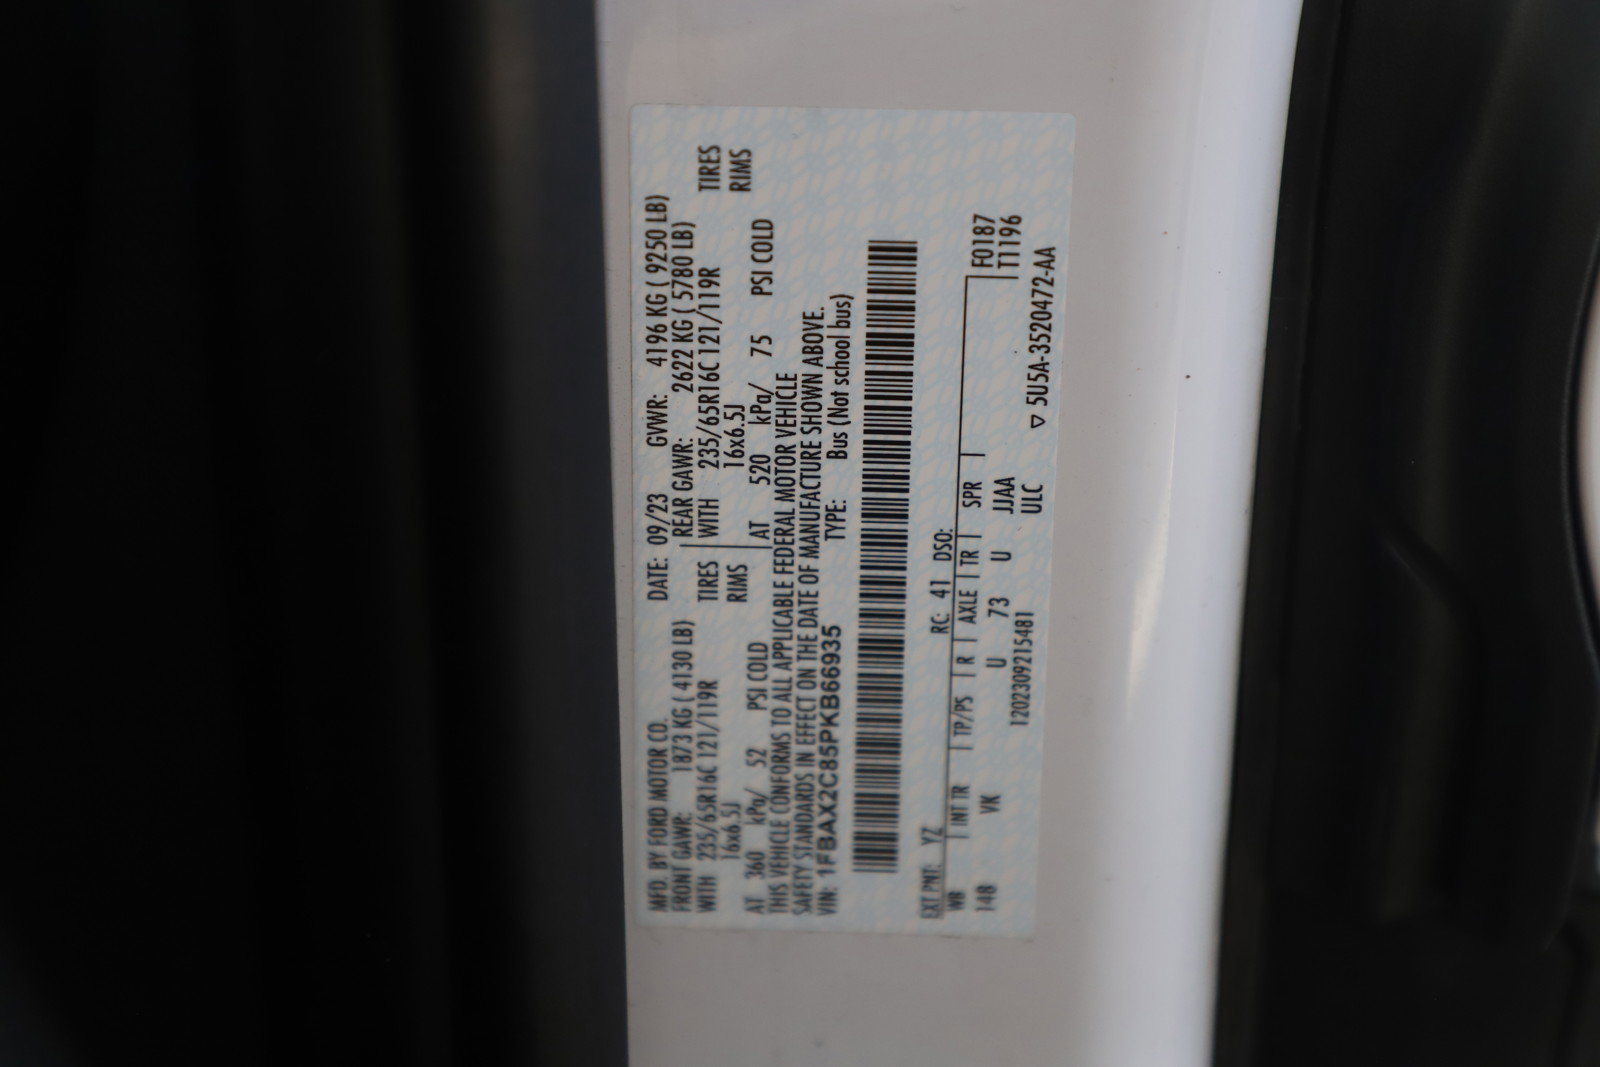 MFD. BY FORD MOTOR CO. DATE: 09/23 GVWR: 4196 KG ( 9250 LB)
FRONT GAWR: 1873 KG ( 4130 LB) REAR GAWR: 2622 KG ( 5780 LB)
WITH 235/65R16C 121/119R TIRES WITH 235/65R16C 121/119R TIRES
16x6.5J RIMS 16x6.5J RIMS
AT 360 kPa/ 52 PSI COLD AT 520 kPa/ 75 PSI COLD
THIS VEHICLE CONFORMS TO ALL APPLICABLE FEDERAL MOTOR VEHICLE
SAFETY STANDARDS IN EFFECT ON THE DATE OF MANUFACTURE SHOWN ABOVE.
VIN: 1FBAX2C85PKB66935 TYPE: Bus (Not school bus)
EXT PNT: YZ RC: 41 DSO:
WB | INT TR | TP/PS | R | AXLE | TR | SPR | F0187
148 VK U 73 U JJAA T1196
120230921548​1 ULC
▽ 5U5A-3520472-AA